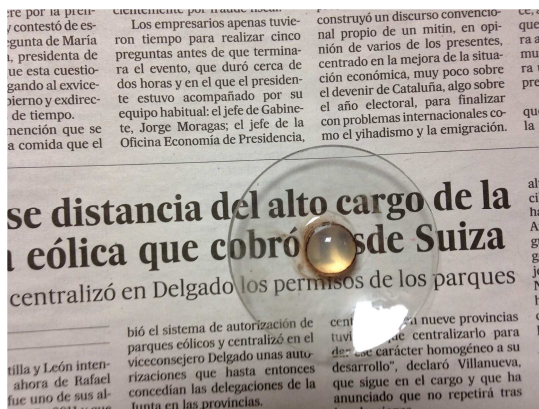 ere por la pren-
y contestó de es-
egunta de María
, presidenta de
ue esta cuestio-
gando al exvice-
bierno y exdirec-
de tiempo.
mención que se
a comida que el
Los empresarios apenas tuvie-
ron tiempo para realizar cinco
preguntas antes de que termina-
ra el evento, que duró cerca de
dos horas y en el que el presiden-
te estuvo acompañado por su
equipo habitual: el jefe de Gabine-
te, Jorge Moragas; el jefe de la
Oficina Economía de Presidencia,
construyó un discurso convencio-
nal propio de un mitin, en opi-
nión de varios de los presentes,
centrado en la mejora de la situa-
ción económica, muy poco sobre
el devenir de Cataluña, algo sobre
el año electoral, para finalizar
con problemas internacionales co-
mo el yihadismo y la emigración.
se distancia del alto cargo de la
eólica que cobró sde Suiza
centralizó en Delgado los permisos de los parques
tilla y León inten-
ahora de Rafael
fue uno de sus al-
bió el sistema de autorización de
parques eólicos y centralizó en el
viceconsejero Delgado unas auto-
rizaciones que hasta entonces
concedían las delegaciones de la
Junta en las provincias.
nueve provincias
centralizarlo para
carácter homogéneo a su
desarrollo", declaró Villanueva,
que sigue en el cargo y que ha
anunciado que no repetirá tras